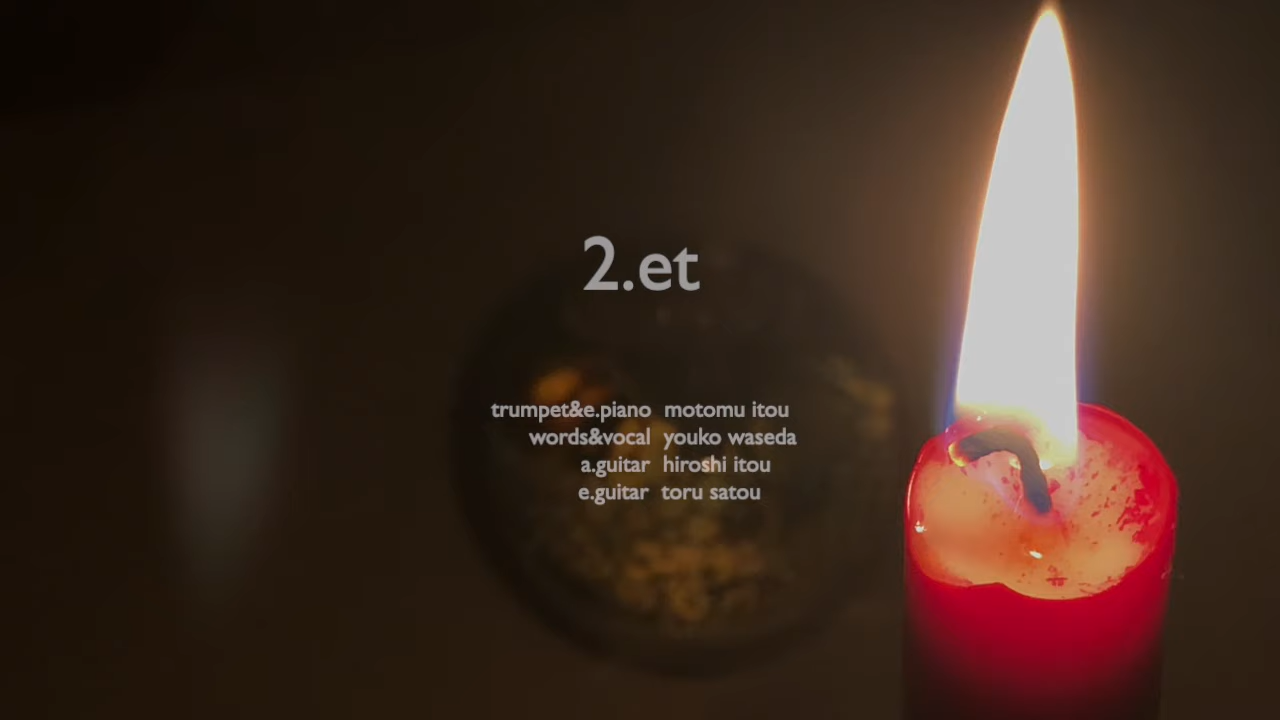 2.et
trumpet&e.piano motomu itou
words&vocal youko waseda
a.guitar hiroshi itou
e.guitar toru satou